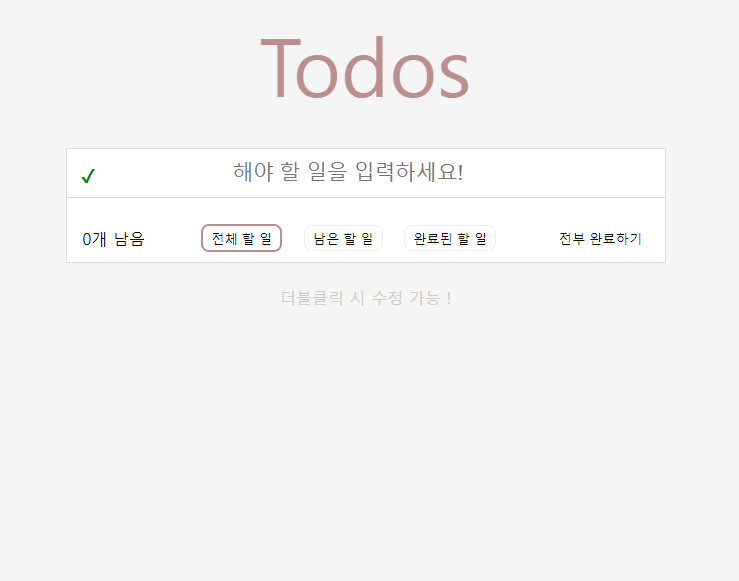 Todos
✓ 해야 할 일을 입력하세요!
0개 남음 전체 할 일 남은 할 일 완료된 할 일 전부 완료하기
더블클릭 시 수정 가능 !